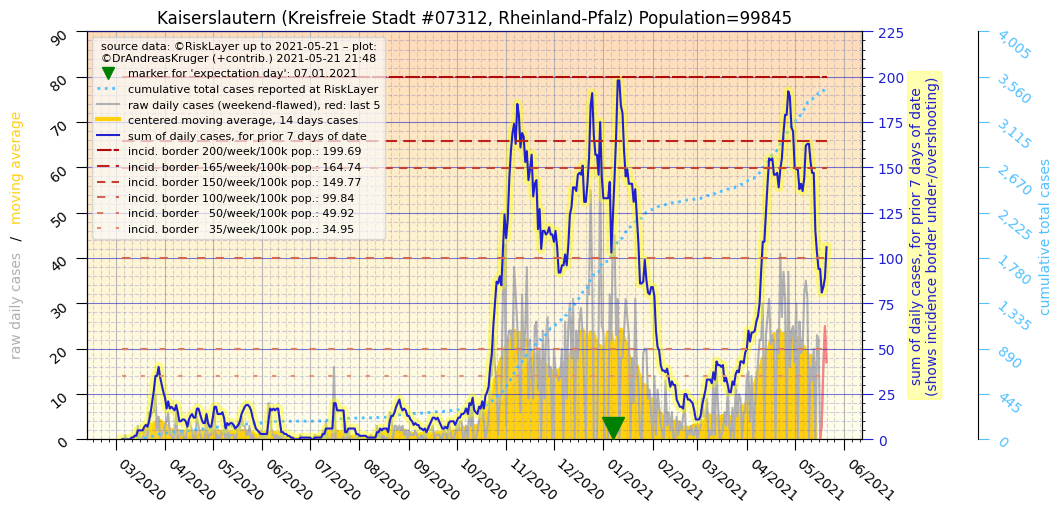 Kaiserslautern (Kreisfreie Stadt #07312, Rheinland-Pfalz) Population=99845
source data: ©RiskLayer up to 2021-05-21 – plot:
©DrAndreasKruger (+contrib.) 2021-05-21 21:48
marker for 'expectation day': 07.01.2021
cumulative total cases reported at RiskLayer
raw daily cases (weekend-flawed), red: last 5
centered moving average, 14 days cases
sum of daily cases, for prior 7 days of date
incid. border 200/week/100k pop.: 199.69
incid. border 165/week/100k pop.: 164.74
incid. border 150/week/100k pop.: 149.77
incid. border 100/week/100k pop.: 99.84
incid. border 50/week/100k pop.: 49.92
incid. border 35/week/100k pop.: 34.95
raw daily cases / moving average
90
80
70
60
50
40
30
20
10
0
03/2020
04/2020
05/2020
06/2020
07/2020
08/2020
09/2020
10/2020
11/2020
12/2020
01/2021
02/2021
03/2021
04/2021
05/2021
06/2021
225
200
175
150
125
100
75
50
25
0
sum of daily cases, for prior 7 days of date
(shows incidence border under-/overshooting)
4,005
3,560
3,115
2,670
2,225
1,780
1,335
890
445
0
cumulative total cases